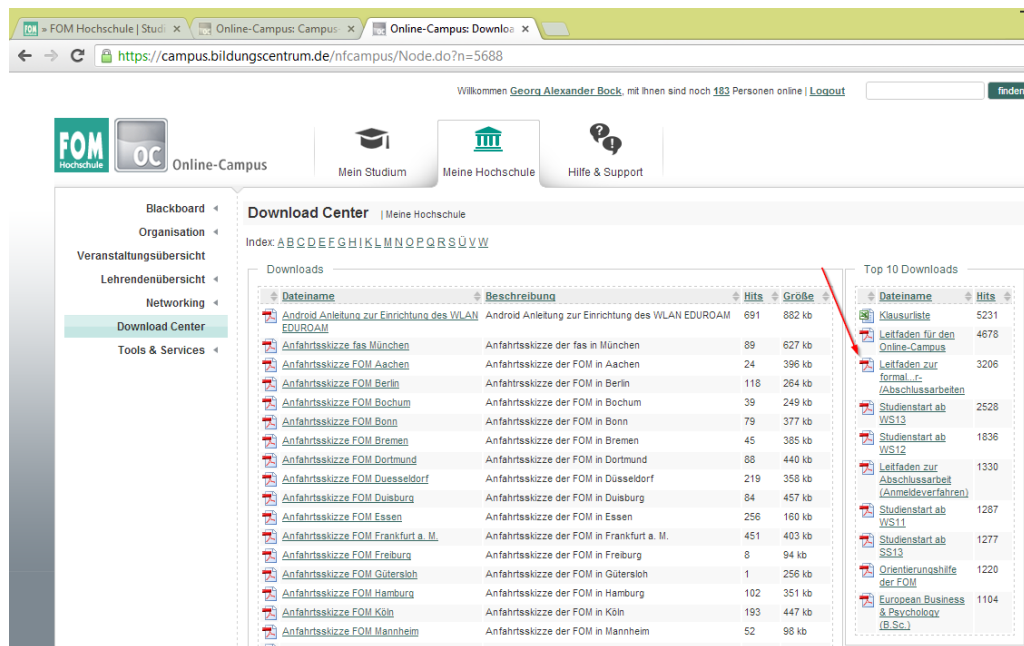 » FOM Hochschule | Studi ×
Online-Campus: Campus ×
Online-Campus: Downloa ×
https://campus.bildungscentrum.de/nfcampus/Node.do?n=5688
Willkommen Georg Alexander Bock, mit Ihnen sind noch 183 Personen online | Logout
finden
FOM
Hochschule
OC
Online-Campus
Mein Studium
Meine Hochschule
Hilfe & Support
Blackboard
Organisation
Veranstaltungsübersicht
Lehrendenübersicht
Networking
Download Center
Tools & Services
Download Center | Meine Hochschule
Index: A B C D E F G H I K L M N O P Q R S Ü V W
Downloads
Dateiname Beschreibung Hits Größe
Android Anleitung zur Einrichtung des WLAN Android Anleitung zur Einrichtung des WLAN EDUROAM 691 882 kb
EDUROAM
Anfahrtsskizze fas München Anfahrtsskizze der fas in München 89 627 kb
Anfahrtsskizze FOM Aachen Anfahrtsskizze der FOM in Aachen 24 396 kb
Anfahrtsskizze FOM Berlin Anfahrtsskizze der FOM in Berlin 118 264 kb
Anfahrtsskizze FOM Bochum Anfahrtsskizze der FOM in Bochum 39 249 kb
Anfahrtsskizze FOM Bonn Anfahrtsskizze der FOM in Bonn 79 377 kb
Anfahrtsskizze FOM Bremen Anfahrtsskizze der FOM in Bremen 45 385 kb
Anfahrtsskizze FOM Dortmund Anfahrtsskizze der FOM in Dortmund 88 440 kb
Anfahrtsskizze FOM Duesseldorf Anfahrtsskizze der FOM in Düsseldorf 219 358 kb
Anfahrtsskizze FOM Duisburg Anfahrtsskizze der FOM in Duisburg 84 457 kb
Anfahrtsskizze FOM Essen Anfahrtsskizze der FOM in Essen 256 160 kb
Anfahrtsskizze FOM Frankfurt a. M. Anfahrtsskizze der FOM in Frankfurt a. M. 451 403 kb
Anfahrtsskizze FOM Freiburg Anfahrtsskizze der FOM in Freiburg 8 94 kb
Anfahrtsskizze FOM Gütersloh Anfahrtsskizze der FOM in Gütersloh 1 256 kb
Anfahrtsskizze FOM Hamburg Anfahrtsskizze der FOM in Hamburg 102 351 kb
Anfahrtsskizze FOM Köln Anfahrtsskizze der FOM in Köln 193 447 kb
Anfahrtsskizze FOM Mannheim Anfahrtsskizze der FOM in Mannheim 52 98 kb
Top 10 Downloads
Dateiname Hits
Klausurliste 5231
Leitfaden für den 4678
Online-Campus
Leitfaden zur 3206
formal...r-
/Abschlussarbeiten
Studienstart ab 2528
WS13
Studienstart ab 1836
WS12
Leitfaden zur 1330
Abschlussarbeit
(Anmeldeverfahren)
Studienstart ab 1287
WS11
Studienstart ab 1277
SS13
Orientierungshilfe 1220
der FOM
European Business 1104
& Psychology
(B.Sc.)